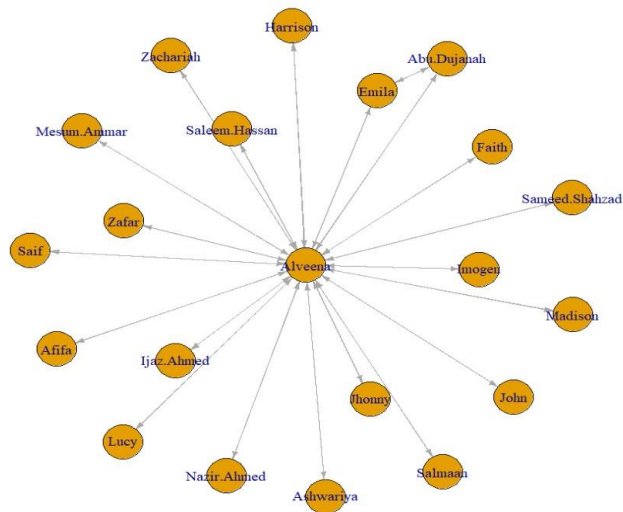 Harrison
Zachariah
Abu.Dujanah
Emila
Mesum.Ammar
Saleem.Hassan
Faith
Sameed.Shahzad
Zafar
Saif
Alveena
Imogen
Madison
Afifa
Ijaz.Ahmed
Jhonny
John
Lucy
Nazir.Ahmed
Salmaan
Ashwariya